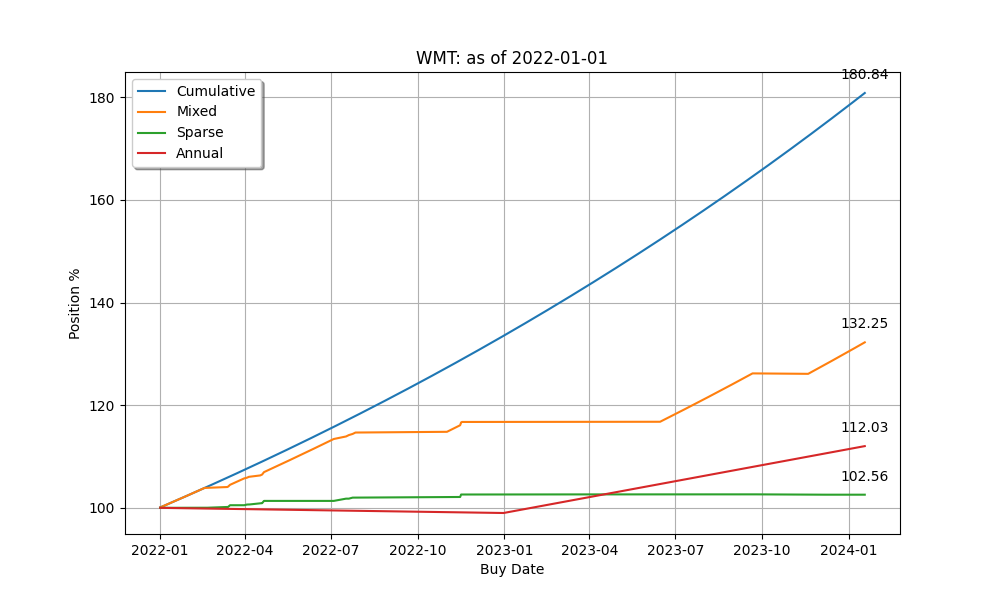 WMT: as of 2022-01-01
Cumulative
Mixed
Sparse
Annual
180.84
132.25
112.03
102.56
180
160
140
120
100
Position %
2022-01 2022-04 2022-07 2022-10 2023-01 2023-04 2023-07 2023-10 2024-01
Buy Date